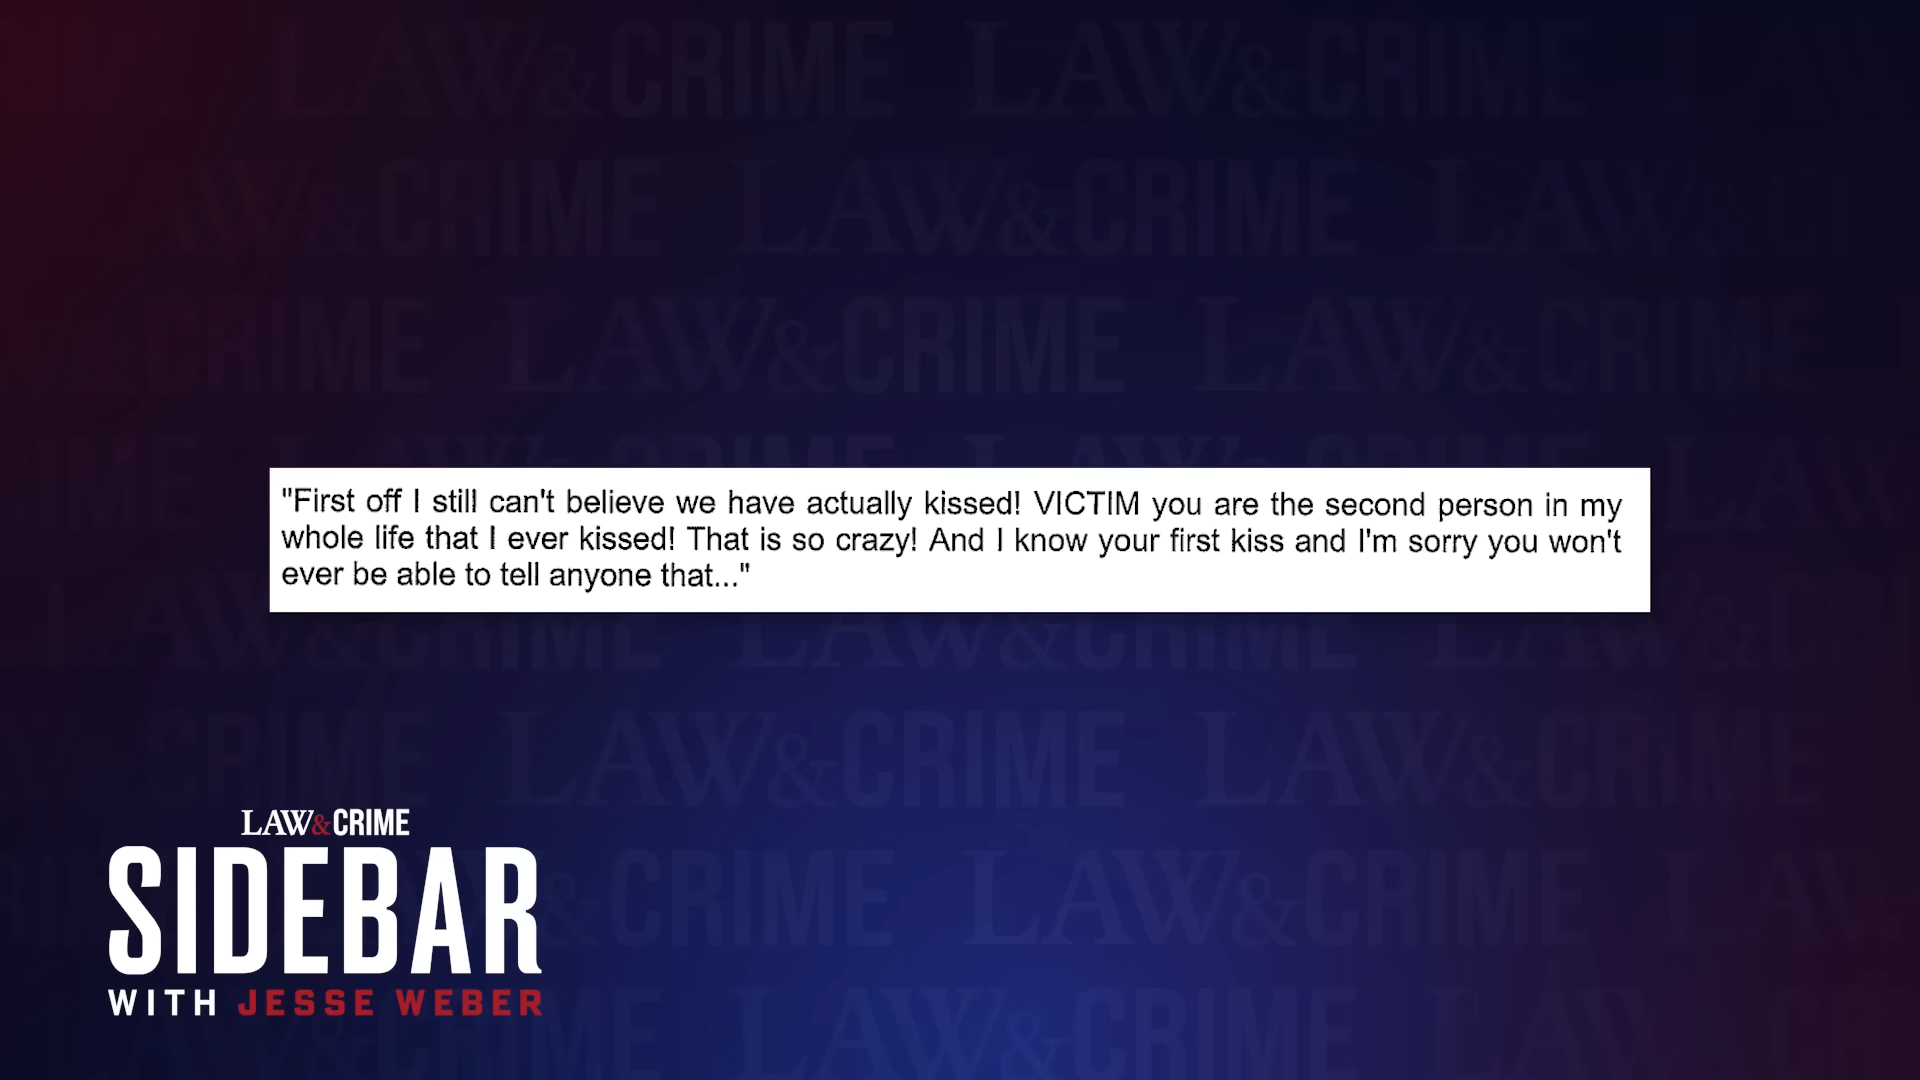 "First off I still can't believe we have actually kissed! VICTIM you are the second person in my
whole life that I ever kissed! That is so crazy! And I know your first kiss and I'm sorry you won't
ever be able to tell anyone that..."
LAW&CRIME
SIDEBAR
WITH JESSE WEBER